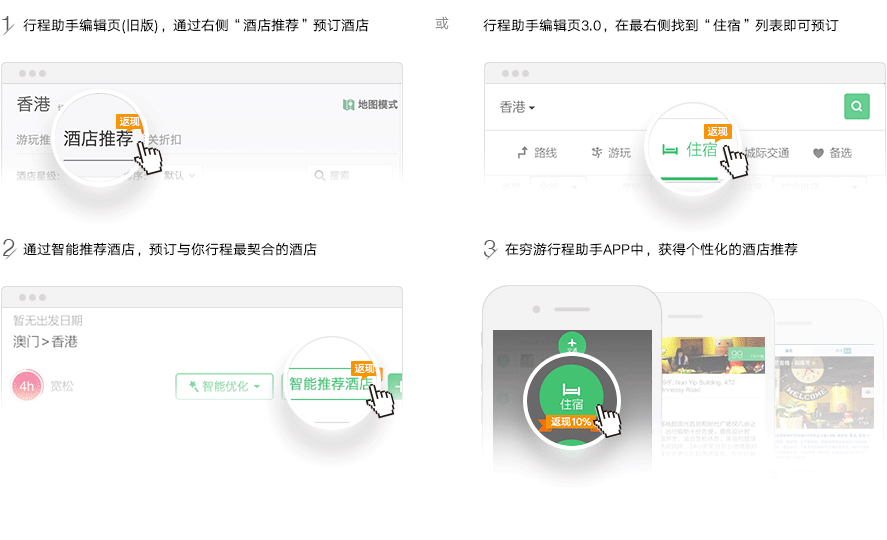 1 行程助手编辑页(旧版)，通过右侧“酒店推荐”预订酒店
或
行程助手编辑页3.0，在最右侧找到“住宿”列表即可预订
香港
地图模式
返现
游玩推
酒店推荐
关折扣
酒店星级:
默认
搜索
香港
返现
路线
游玩
住宿
城际交通
备选
2 通过智能推荐酒店，预订与你行程最契合的酒店
暂无出发日期
澳门>香港
返现
4h
宽松
智能优化
智能推荐酒店
3 在穷游行程助手APP中，获得个性化的酒店推荐
住宿
返现10%
9/F, Nan Yip Building, 472
Hennessy Road
WELCOME